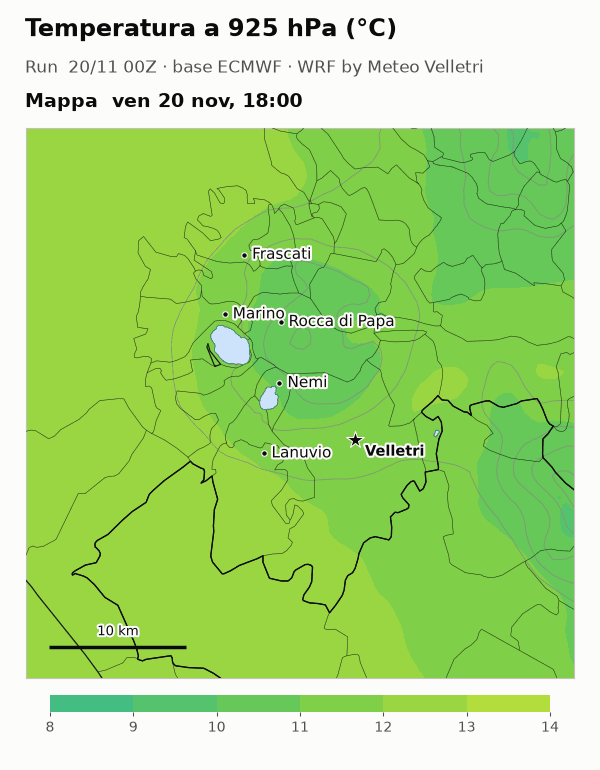 Temperatura a 925 hPa (°C)
Run  20/11 00Z · base ECMWF · WRF by Meteo Velletri
Mappa  ven 20 nov, 18:00
Frascati
Marino
Rocca di Papa
Nemi
Velletri
Lanuvio
10 km
8 9 10 11 12 13 14